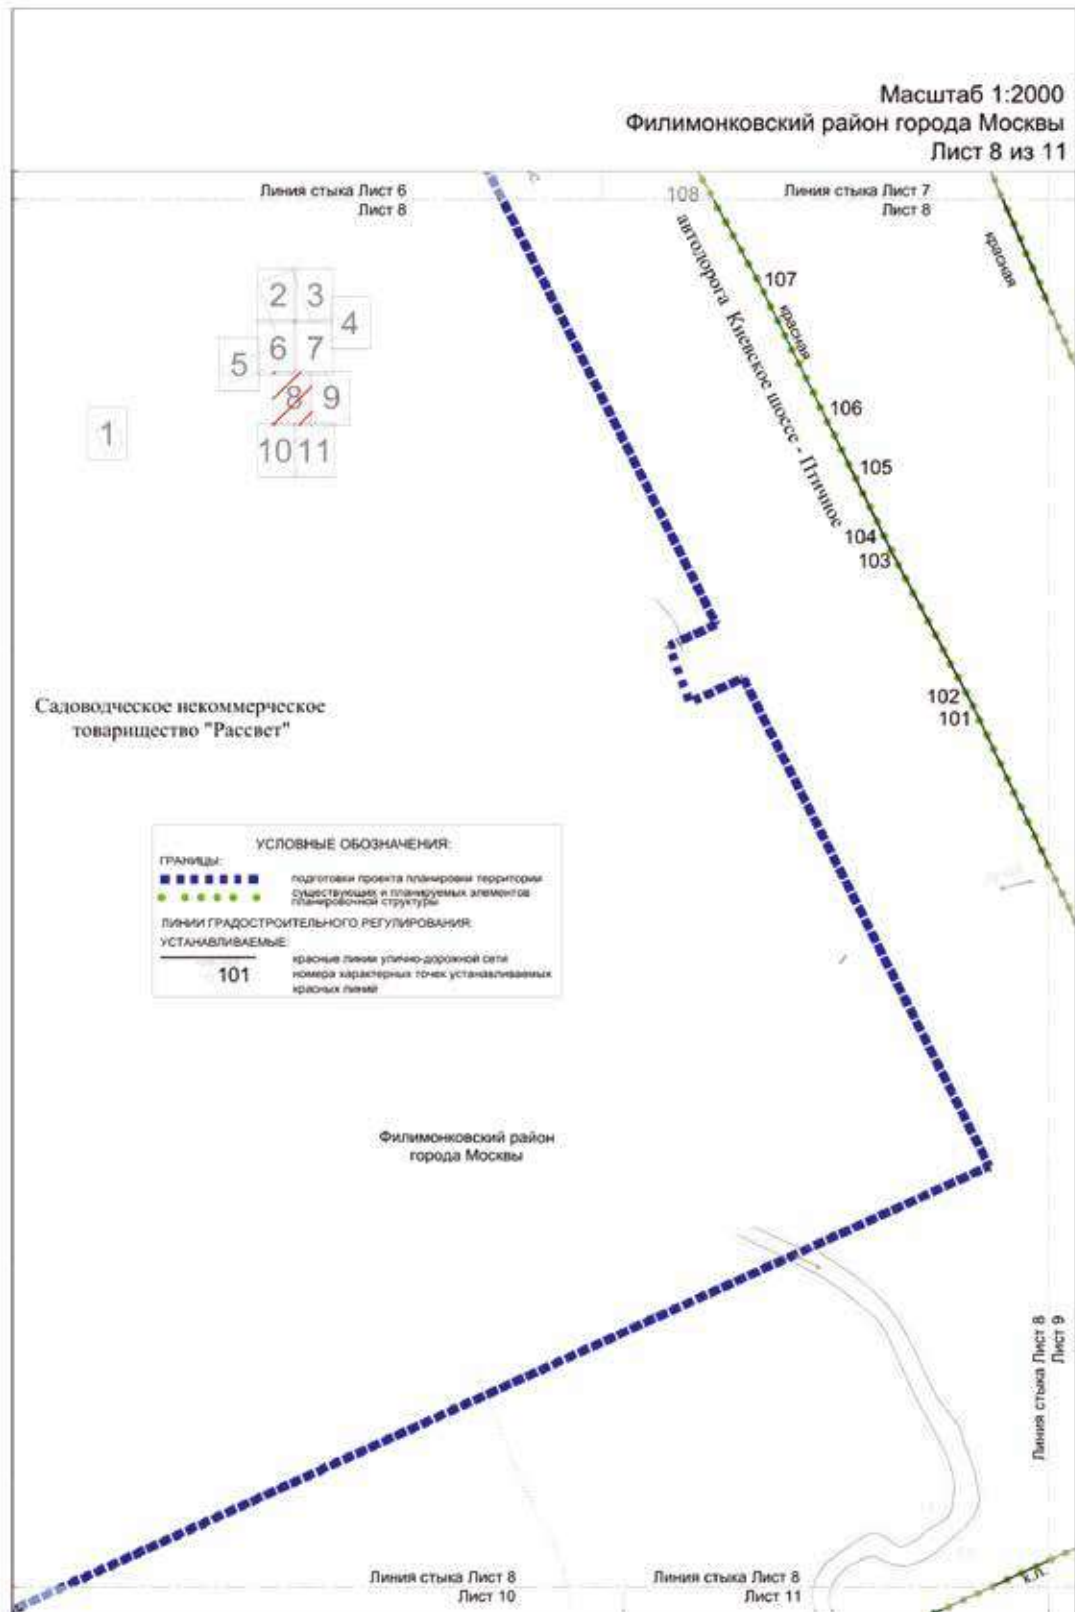 Масштаб 1:2000
Филимонковский район города Москвы
Лист 8 из 11
Линия стыка Лист 6
Лист 8
108
Линия стыка Лист 7
Лист 8
автодорога Киевское шоссе - Птичное
красная
красная
107
106
105
104
103
102
101
2 3
4
5
6 7
8 9
1
10 11
Садоводческое некоммерческое
товарищество "Рассвет"
УСЛОВНЫЕ ОБОЗНАЧЕНИЯ:
ГРАНИЦЫ:
подготовки проекта планировки территории
существующих и планируемых элементов
планировочной структуры
ЛИНИИ ГРАДОСТРОИТЕЛЬНОГО РЕГУЛИРОВАНИЯ:
УСТАНАВЛИВАЕМЫЕ:
красные линии улично-дорожной сети
101
номера характерных точек устанавливаемых
красных линий
Филимонковский район
города Москвы
Линия стыка Лист 8
Лист 9
Линия стыка Лист 8
Лист 10
Линия стыка Лист 8
Лист 11
к.л.